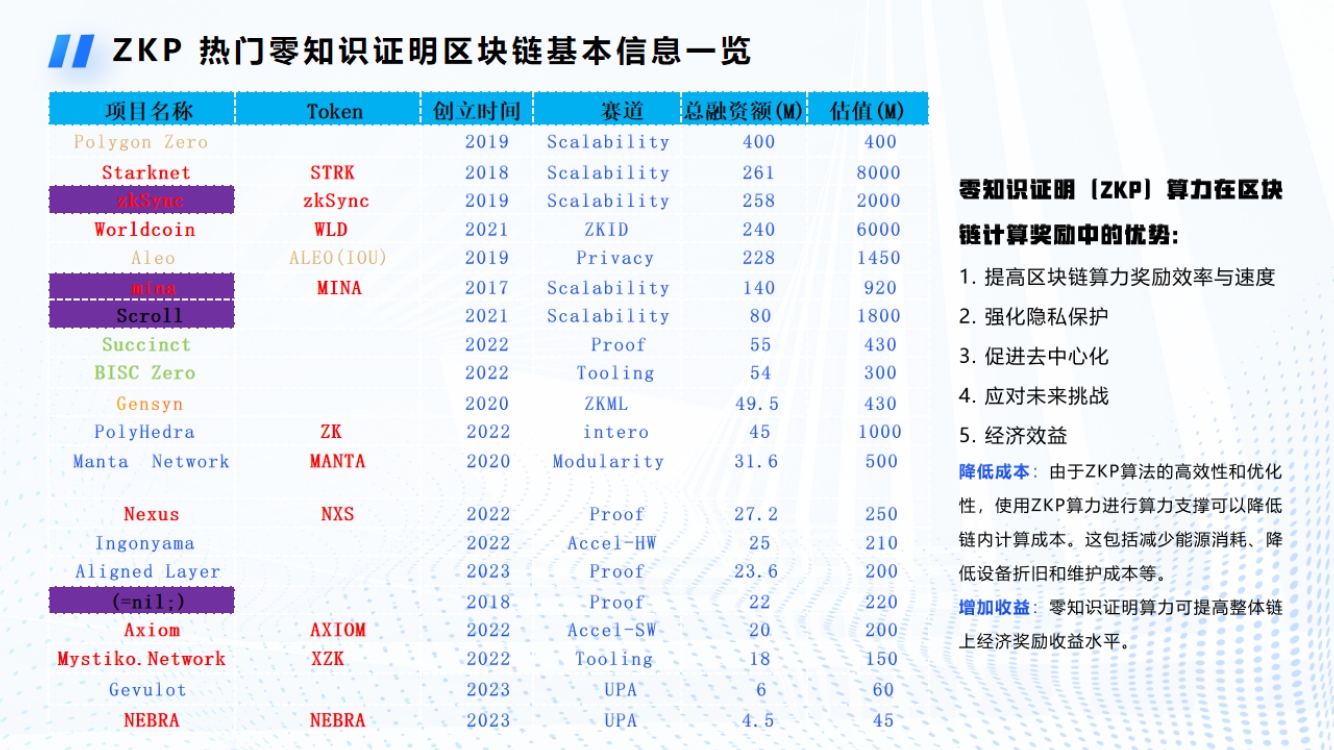 ZKP 热门零知识证明区块链基本信息一览
项目名称 Token 创立时间 赛道 总融资额(M) 估值(M)
Polygon Zero 2019 Scalability 400 400
Starknet STRK 2018 Scalability 261 8000
zkSync zkSync 2019 Scalability 258 2000
Worldcoin WLD 2021 ZKID 240 6000
Aleo ALEO(IOU) 2019 Privacy 228 1450
mina MINA 2017 Scalability 140 920
Scroll 2021 Scalability 80 1800
Succinct 2022 Proof 55 430
BISC Zero 2022 Tooling 54 300
Gensyn 2020 ZKML 49.5 430
PolyHedra ZK 2022 intero 45 1000
Manta Network MANTA 2020 Modularity 31.6 500
Nexus NXS 2022 Proof 27.2 250
Ingonyama 2022 Accel-HW 25 210
Aligned Layer 2023 Proof 23.6 200
(=nil;) 2018 Proof 22 220
Axiom AXIOM 2022 Accel-SW 20 200
Mystiko.Network XZK 2022 Tooling 18 150
Gevulot 2023 UPA 6 60
NEBRA NEBRA 2023 UPA 4.5 45
零知识证明（ZKP）算力在区块
链计算奖励中的优势:
1. 提高区块链算力奖励效率与速度
2. 强化隐私保护
3. 促进去中心化
4. 应对未来挑战
5. 经济效益
降低成本：由于ZKP算法的高效性和优化
性，使用ZKP算力进行算力支撑可以降低
链内计算成本。这包括减少能源消耗、降
低设备折旧和维护成本等。
增加收益：零知识证明算力可提高整体链
上经济奖励收益水平。